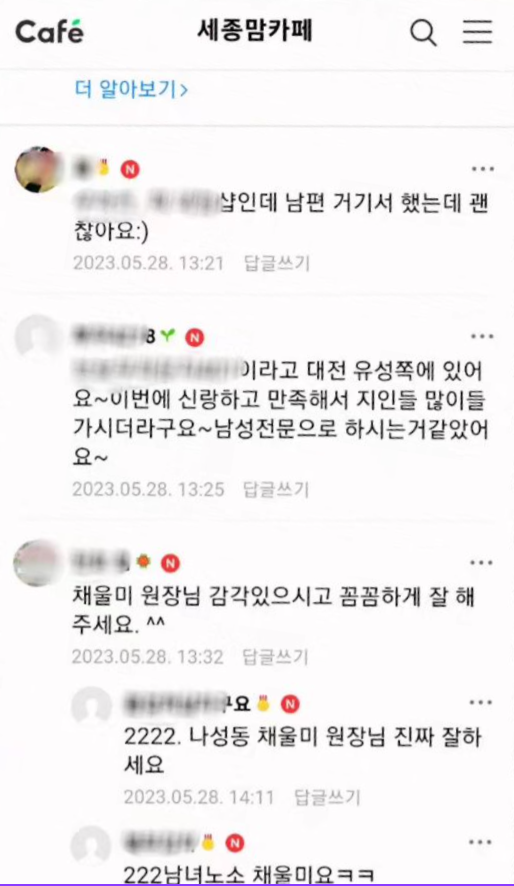 Café
세종맘카페
더 알아보기>
N
샵인데 남편 거기서 했는데 괜
찮아요:)
2023.05.28. 13:21 답글쓰기
8 N
이라고 대전 유성쪽에 있어
요~이번에 신랑하고 만족해서 지인들 많이들
가시더라구요~남성전문으로 하시는거같았어
요~
2023.05.28. 13:25 답글쓰기
N
채울미 원장님 감각있으시고 꼼꼼하게 잘 해
주세요. ^^
2023.05.28. 13:32 답글쓰기
구요 N
2222. 나성동 채울미 원장님 진짜 잘하
세요
2023.05.28. 14:11 답글쓰기
N
222남녀노소 채울미요ㅋㅋ